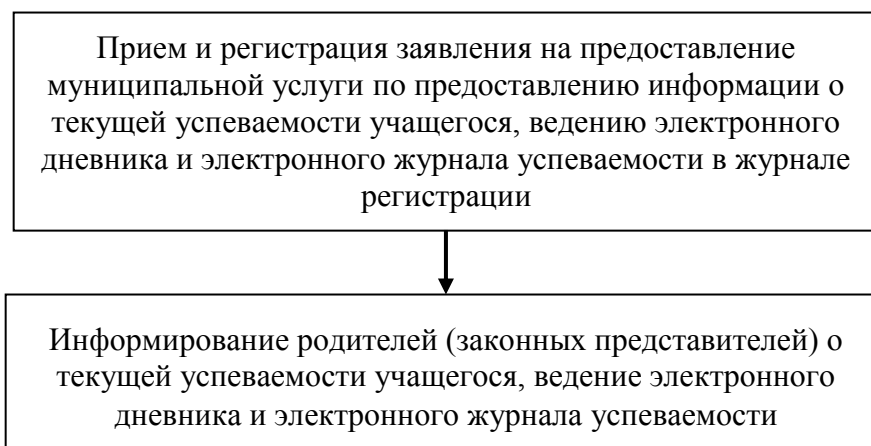 Прием и регистрация заявления на предоставление
муниципальной услуги по предоставлению информации о
текущей успеваемости учащегося, ведению электронного
дневника и электронного журнала успеваемости в журнале
регистрации
Информирование родителей (законных представителей) о
текущей успеваемости учащегося, ведение электронного
дневника и электронного журнала успеваемости